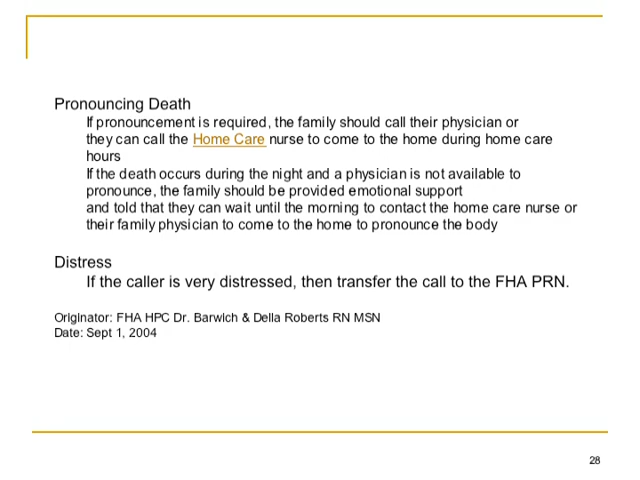 Pronouncing Death
If pronouncement is required, the family should call their physician or
they can call the Home Care nurse to come to the home during home care
hours
If the death occurs during the night and a physician is not available to
pronounce, the family should be provided emotional support
and told that they can wait until the morning to contact the home care nurse or
their family physician to come to the home to pronounce the body
Distress
If the caller is very distressed, then transfer the call to the FHA PRN.
Originator: FHA HPC Dr. Barwich & Della Roberts RN MSN
Date: Sept 1, 2004
28